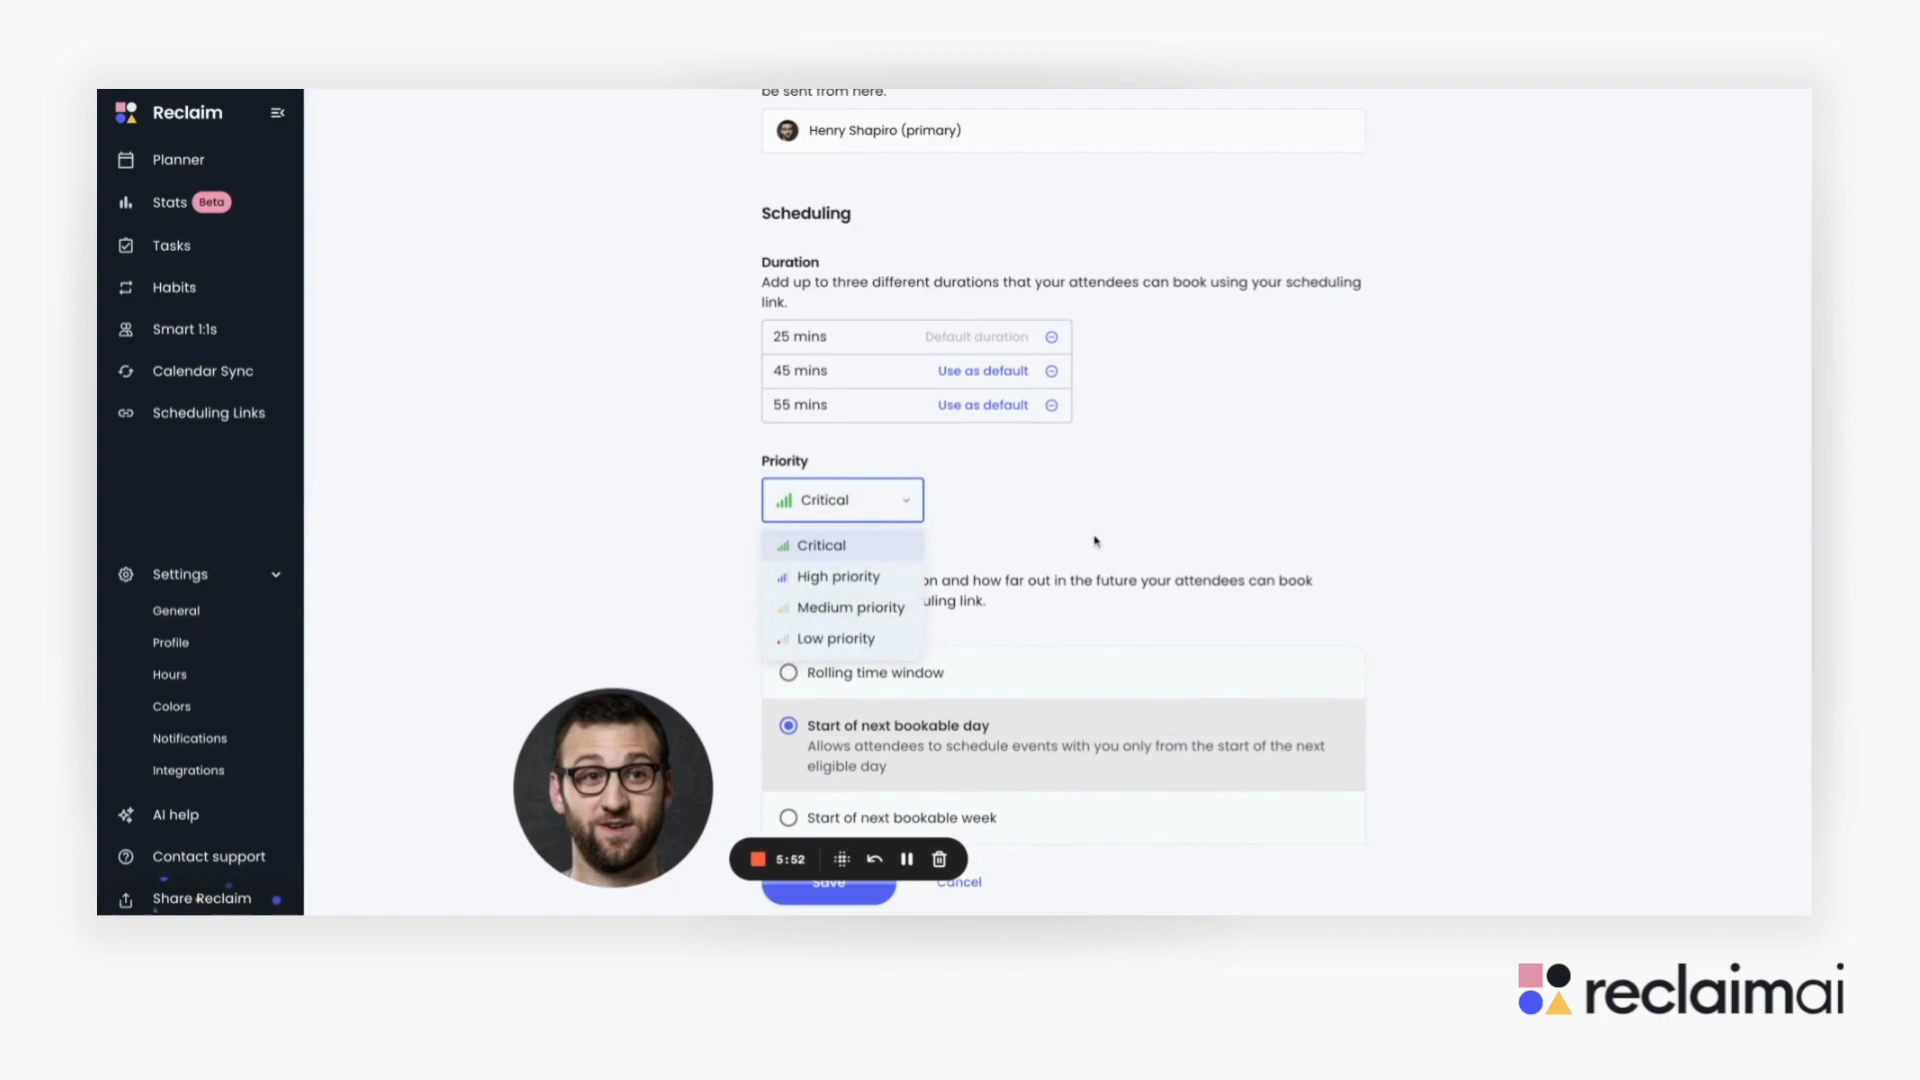 Reclaim
Planner
Stats Beta
Tasks
Habits
Smart 1:1s
Calendar Sync
Scheduling Links
Settings
General
Profile
Hours
Colors
Notifications
Integrations
AI help
Contact support
Share Reclaim
be sent from here.
Henry Shapiro (primary)
Scheduling
Duration
Add up to three different durations that your attendees can book using your scheduling
link.
25 mins Default duration
45 mins Use as default
55 mins Use as default
Priority
Critical
Critical
High priority
Medium priority
Low priority
on and how far out in the future your attendees can book
uling link.
Rolling time window
Start of next bookable day
Allows attendees to schedule events with you only from the start of the next
eligible day
Start of next bookable week
5:52
Save
Cancel
reclaimai